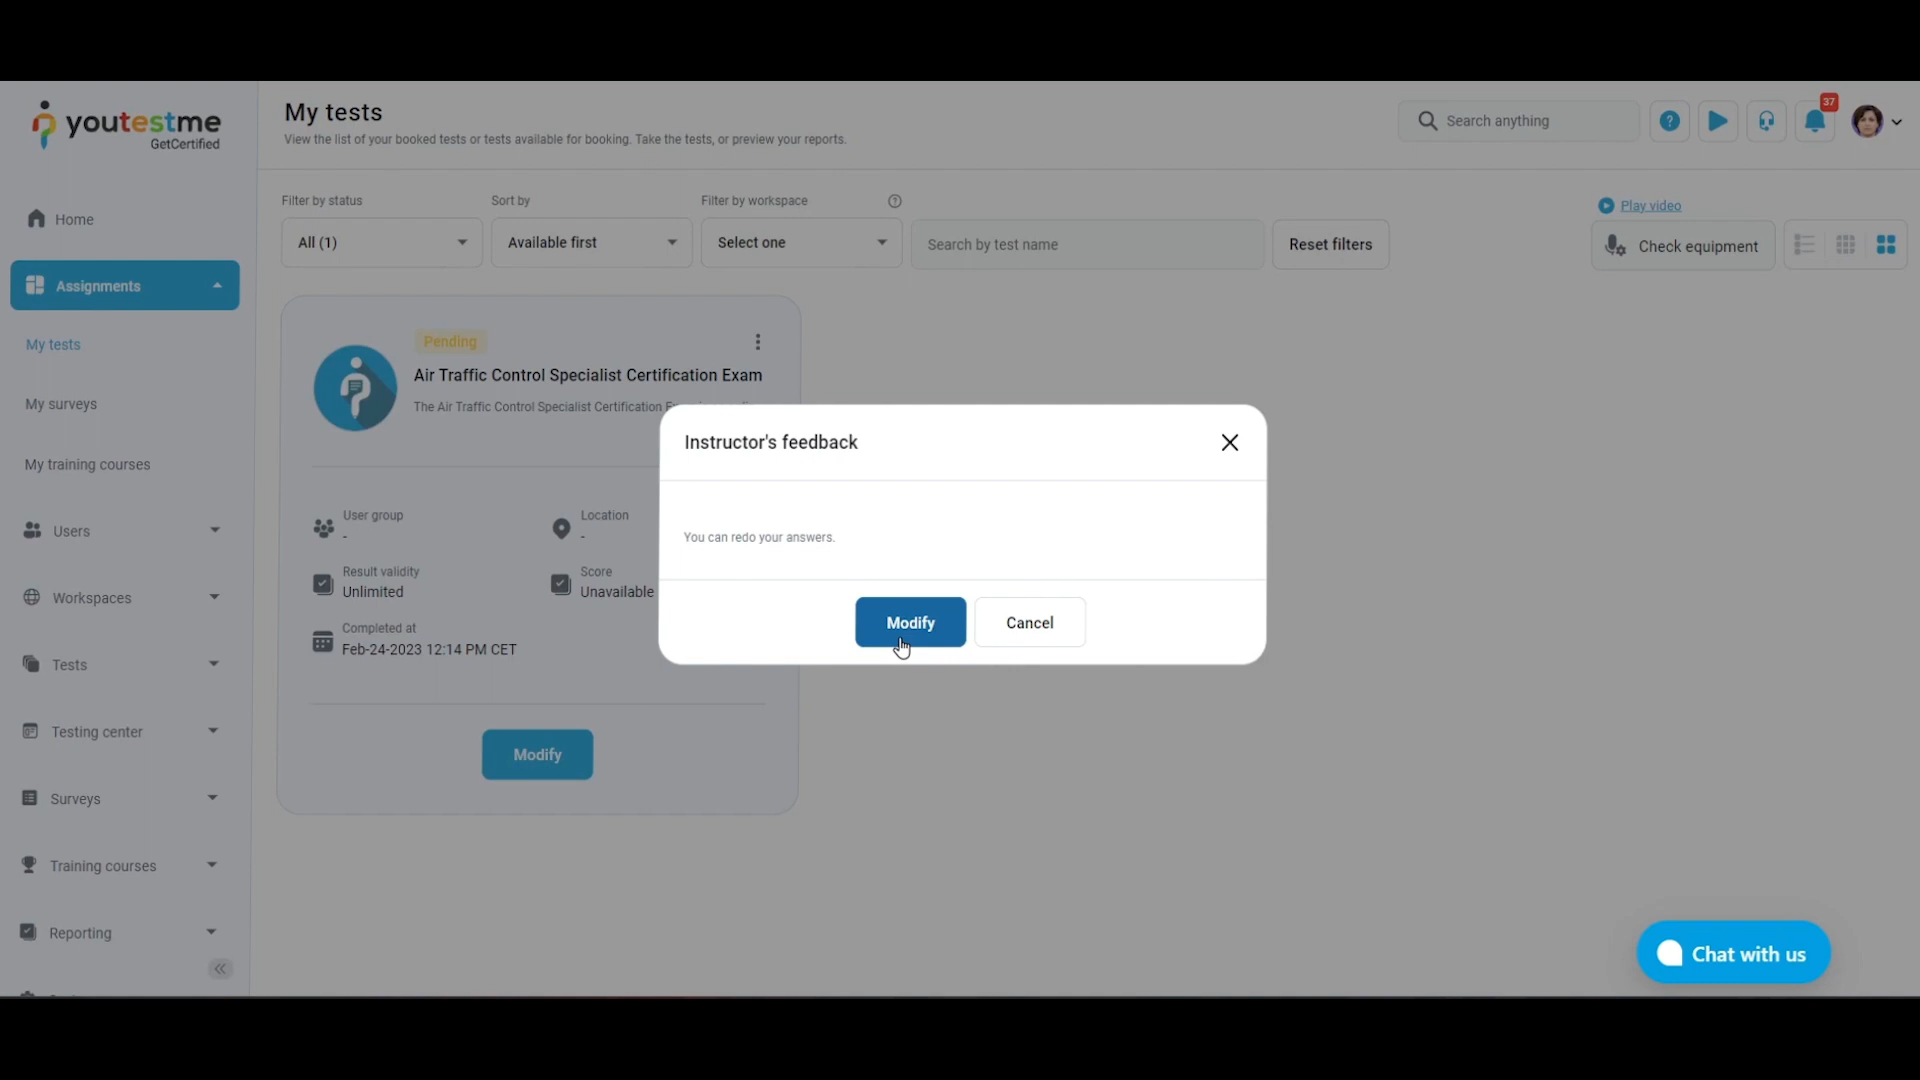 youtestme
GetCertified
My tests
View the list of your booked tests or tests available for booking. Take the tests, or preview your reports.
Search anything
37
Home
Assignments
My tests
My surveys
My training courses
Users
Workspaces
Tests
Testing center
Surveys
Training courses
Reporting
Filter by status
Sort by
Filter by workspace
All (1)
Available first
Select one
Search by test name
Reset filters
Play video
Check equipment
Pending
Air Traffic Control Specialist Certification Exam
The Air Traffic Control Specialist Certification
User group
-
Location
-
Result validity
Unlimited
Score
Unavailable
Completed at
Feb-24-2023 12:14 PM CET
Modify
Instructor's feedback
You can redo your answers.
Modify
Cancel
Chat with us